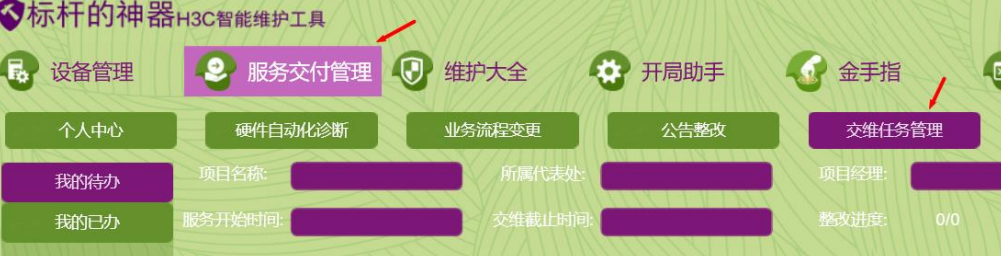 标杆的神器H3C智能维护工具
设备管理 服务交付管理 维护大全 开局助手 金手指
个人中心 硬件自动化诊断 业务流程变更 公告整改 交维任务管理
我的待办 项目名称: 所属代表处: 项目经理:
我的已办 服务开始时间: 交维截止时间: 整改进度: 0/0